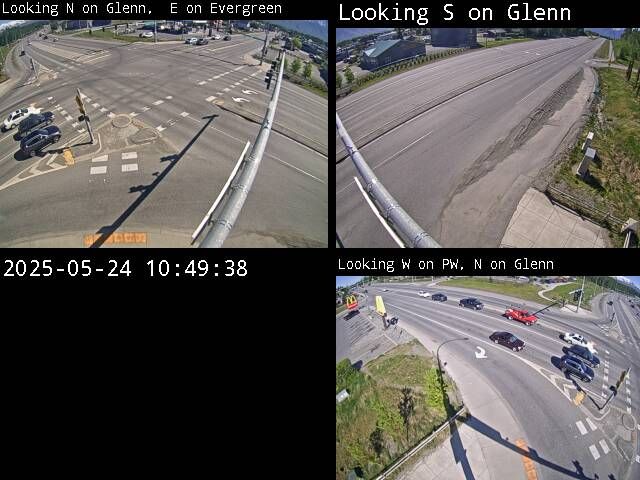 Looking N on Glenn, E on Evergreen
Looking S on Glenn
2025-05-24 10:49:38
Looking W on PW, N on Glenn